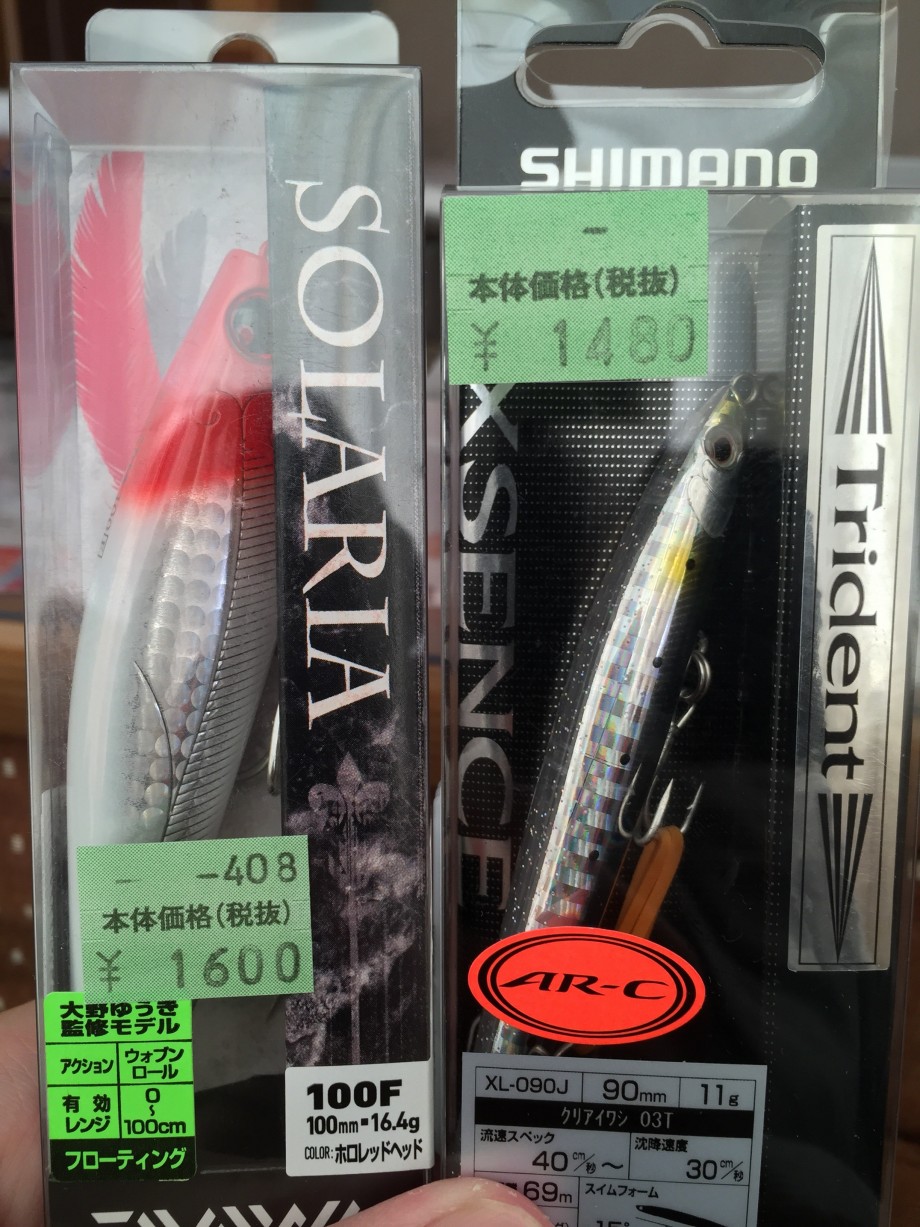 SOLARIA
-
-408
本体価格(税抜)
¥ 1600
大野ゆうき
監修モデル
アクション
ウォブン
ロール
有効
レンジ
0
~
100cm
フローティング
100F
100mm-16.4g
COLOR: ホロレッドヘッド
DAIWA
SHIMANO
-
本体価格(税抜)
¥ 1480
XSENCE
Trident
AR-C
XL-090J
90mm
11g
クリアイワシ 03T
流速スペック
40cm/秒~
沈降速度
30cm/秒
69m
スイムフォーム
15°